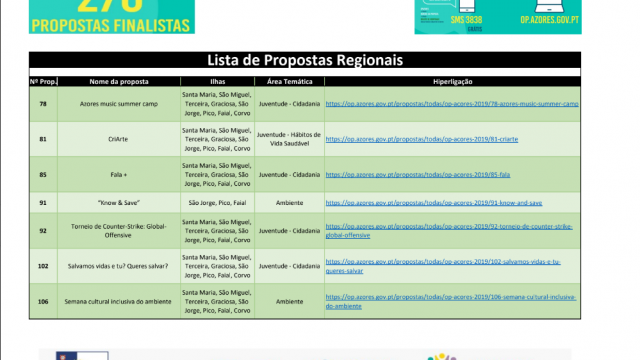 276
PROPOSTAS FINALISTAS
SMS 3838
GRÁTIS
OP.AZORES.GOV.PT
Lista de Propostas Regionais
Nº Prop. Nome da proposta Ilhas Área Temática Hiperligação
78 Azores music summer camp Santa Maria, São Miguel, Terceira, Graciosa, São Jorge, Pico, Faial, Corvo Juventude - Cidadania https://op.azores.gov.pt/propostas/todas/op-acores-2019/78-azores-music-summer-camp
81 CriArte Santa Maria, São Miguel, Terceira, Graciosa, São Jorge, Pico, Faial, Corvo Juventude - Hábitos de Vida Saudável https://op.azores.gov.pt/propostas/todas/op-acores-2019/81-criarte
85 Fala + Santa Maria, São Miguel, Terceira, Graciosa, São Jorge, Pico, Faial, Corvo Juventude - Cidadania https://op.azores.gov.pt/propostas/todas/op-acores-2019/85-fala
91 "Know & Save" São Jorge, Pico, Faial Ambiente https://op.azores.gov.pt/propostas/todas/op-acores-2019/91-know-and-save
92 Torneio de Counter-Strike: Global-Offensive Santa Maria, São Miguel, Terceira, Graciosa, São Jorge, Pico, Faial, Corvo Juventude - Cidadania https://op.azores.gov.pt/propostas/todas/op-acores-2019/92-torneio-de-counter-strike-global-offensive
102 Salvamos vidas e tu? Queres salvar? Santa Maria, São Miguel, Terceira, Graciosa, São Jorge, Pico, Faial, Corvo Juventude - Cidadania https://op.azores.gov.pt/propostas/todas/op-acores-2019/102-salvamos-vidas-e-tu-queres-salvar
106 Semana cultural inclusiva do ambiente Santa Maria, São Miguel, Terceira, Graciosa, São Jorge, Pico, Faial, Corvo Ambiente https://op.azores.gov.pt/propostas/todas/op-acores-2019/106-semana-cultural-inclusiva-do-ambiente